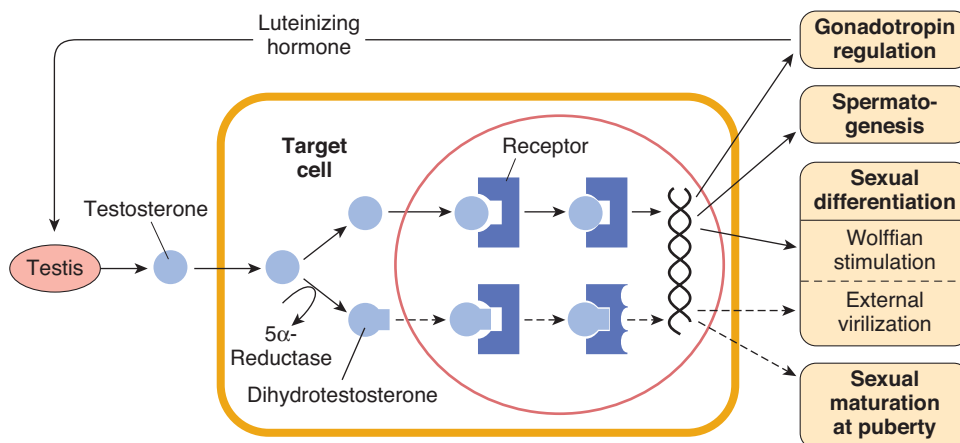 Luteinizing
hormone
Gonadotropin
regulation
Spermato-
genesis
Target
cell
Receptor
Sexual
differentiation
Testosterone
Wolffian
stimulation
Testis
External
virilization
5α-
Reductase
Dihydrotestosterone
Sexual
maturation
at puberty